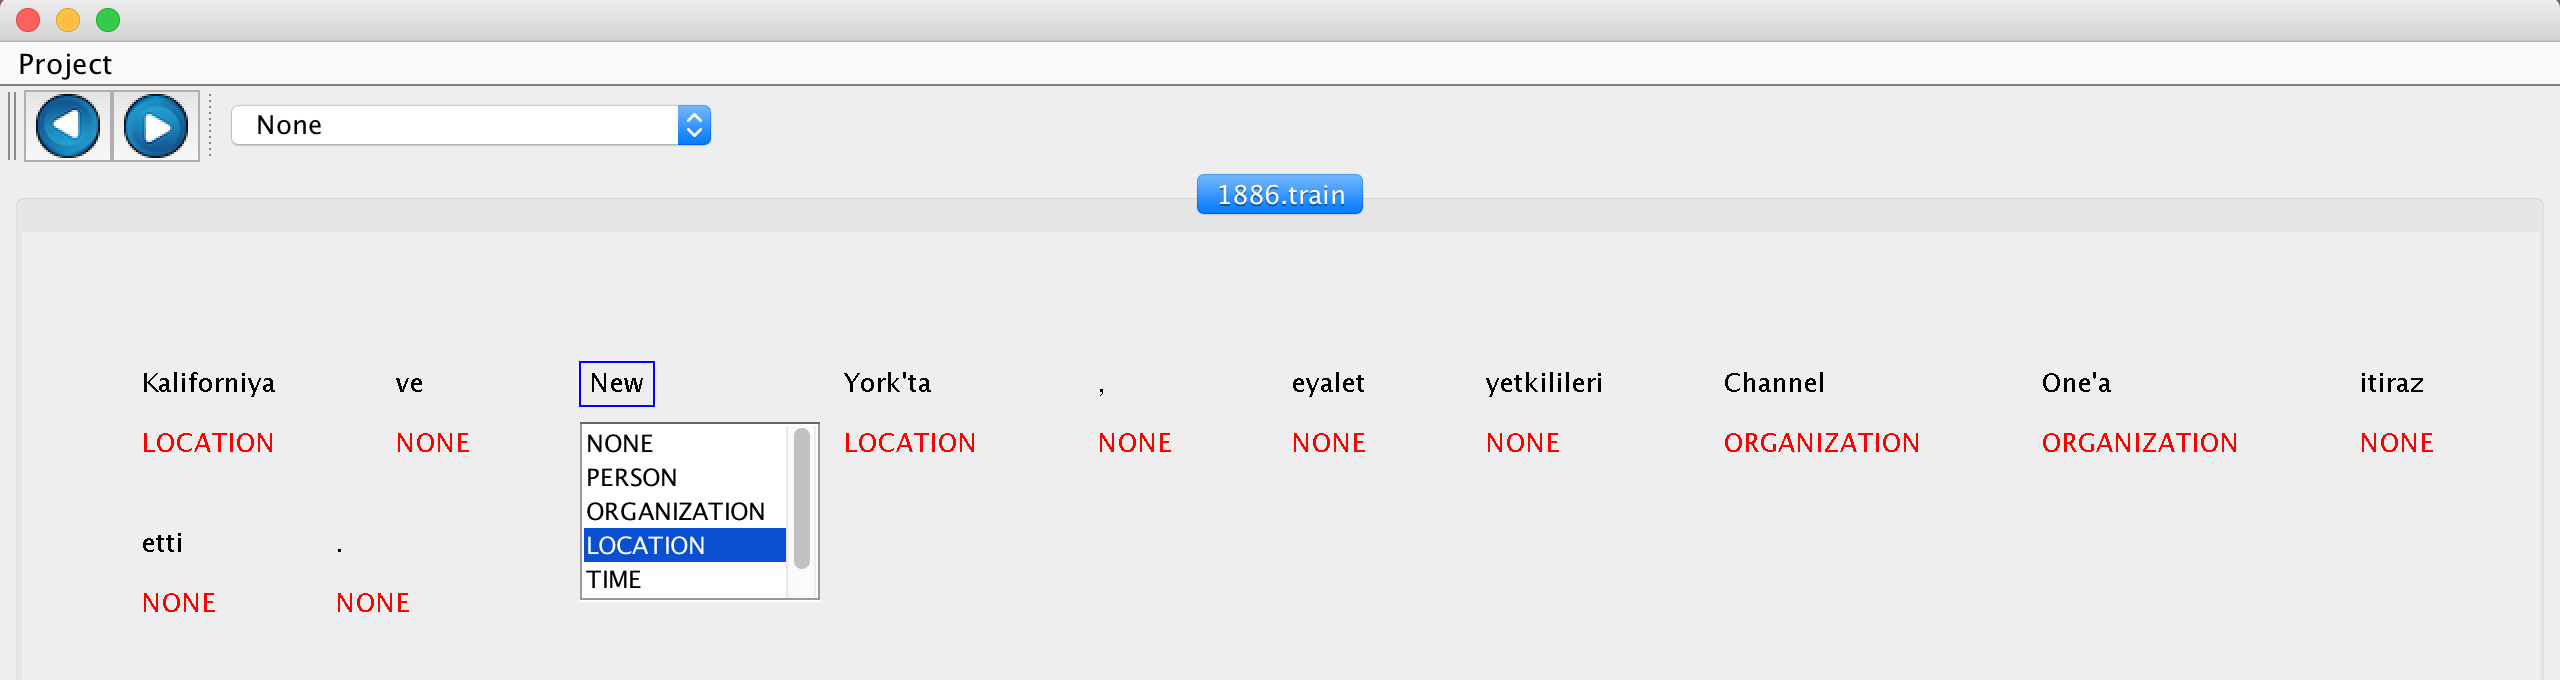 Project
None
1886.train
Kaliforniya ve New York'ta , eyalet yetkilileri Channel One'a itiraz
LOCATION NONE LOCATION NONE NONE NONE ORGANIZATION ORGANIZATION NONE
NONE
PERSON
ORGANIZATION
LOCATION
TIME
etti .
NONE NONE